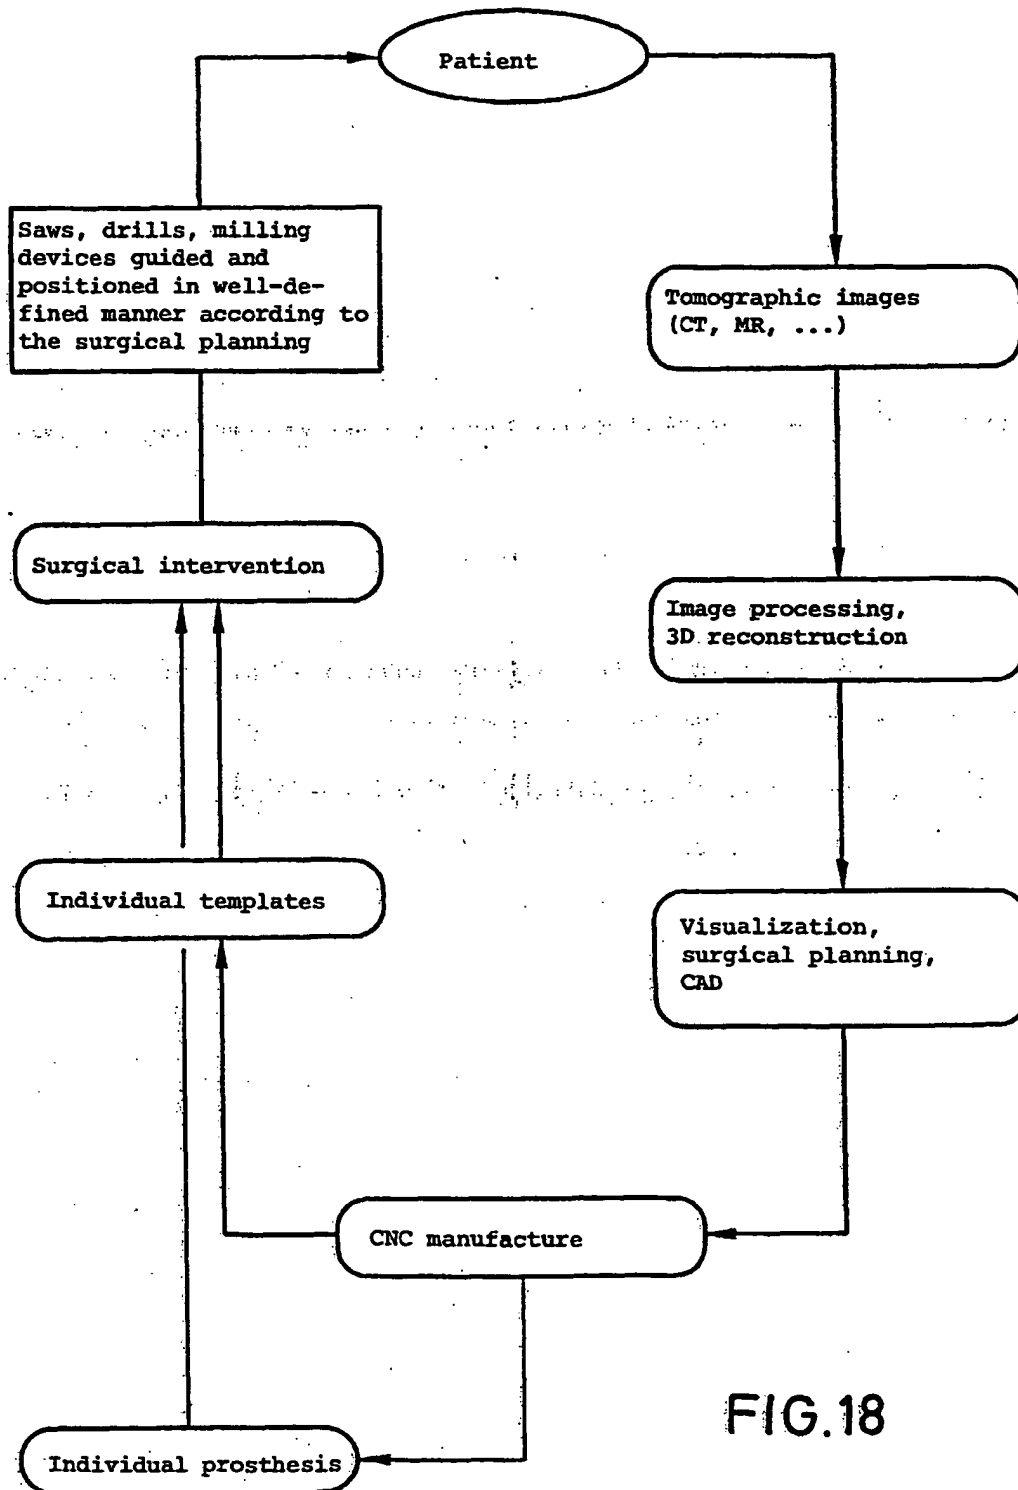 Patient
Saws, drills, milling
devices guided and
positioned in well-de-
fined manner according to
the surgical planning
Tomographic images
(CT, MR, ...)
Surgical intervention
Image processing,
3D reconstruction
Individual templates
Visualization,
surgical planning,
CAD
CNC manufacture
Individual prosthesis
FIG.18